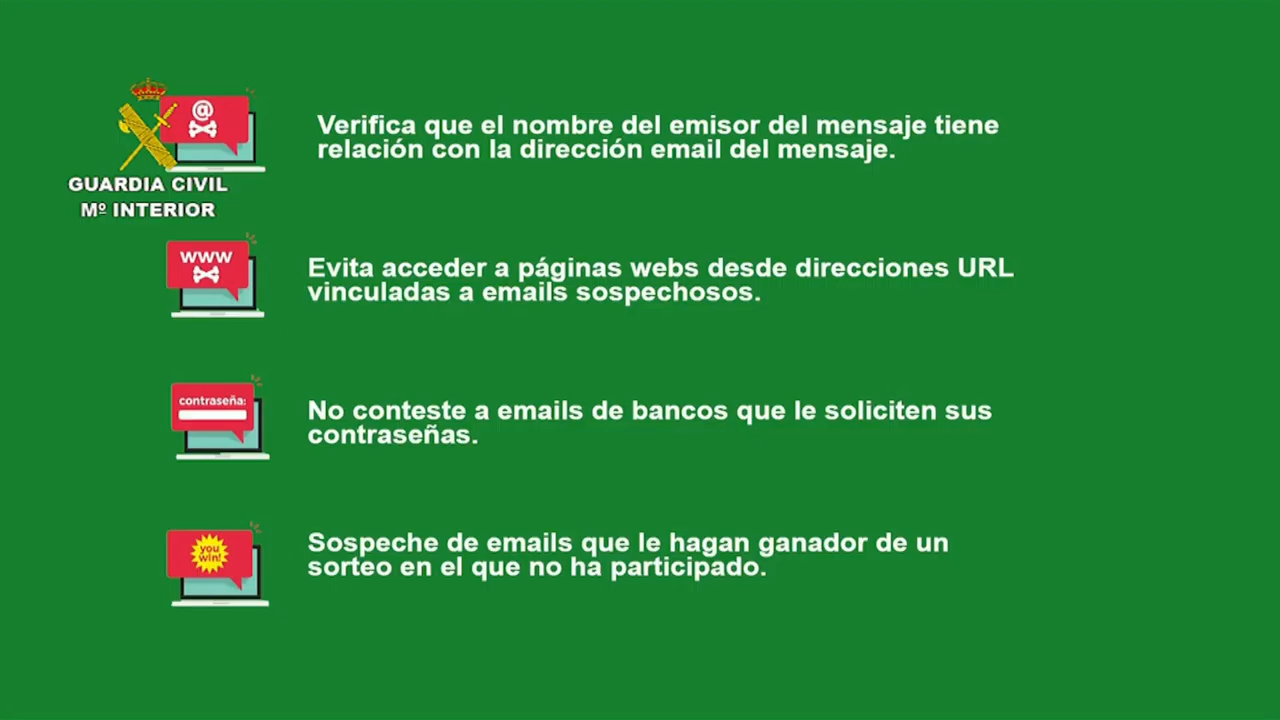 @
Verifica que el nombre del emisor del mensaje tiene
relación con la dirección email del mensaje.
GUARDIA CIVIL
Mº INTERIOR
www
Evita acceder a páginas webs desde direcciones URL
vinculadas a emails sospechosos.
contraseña:
No conteste a emails de bancos que le soliciten sus
contraseñas.
you
win!
Sospeche de emails que le hagan ganador de un
sorteo en el que no ha participado.